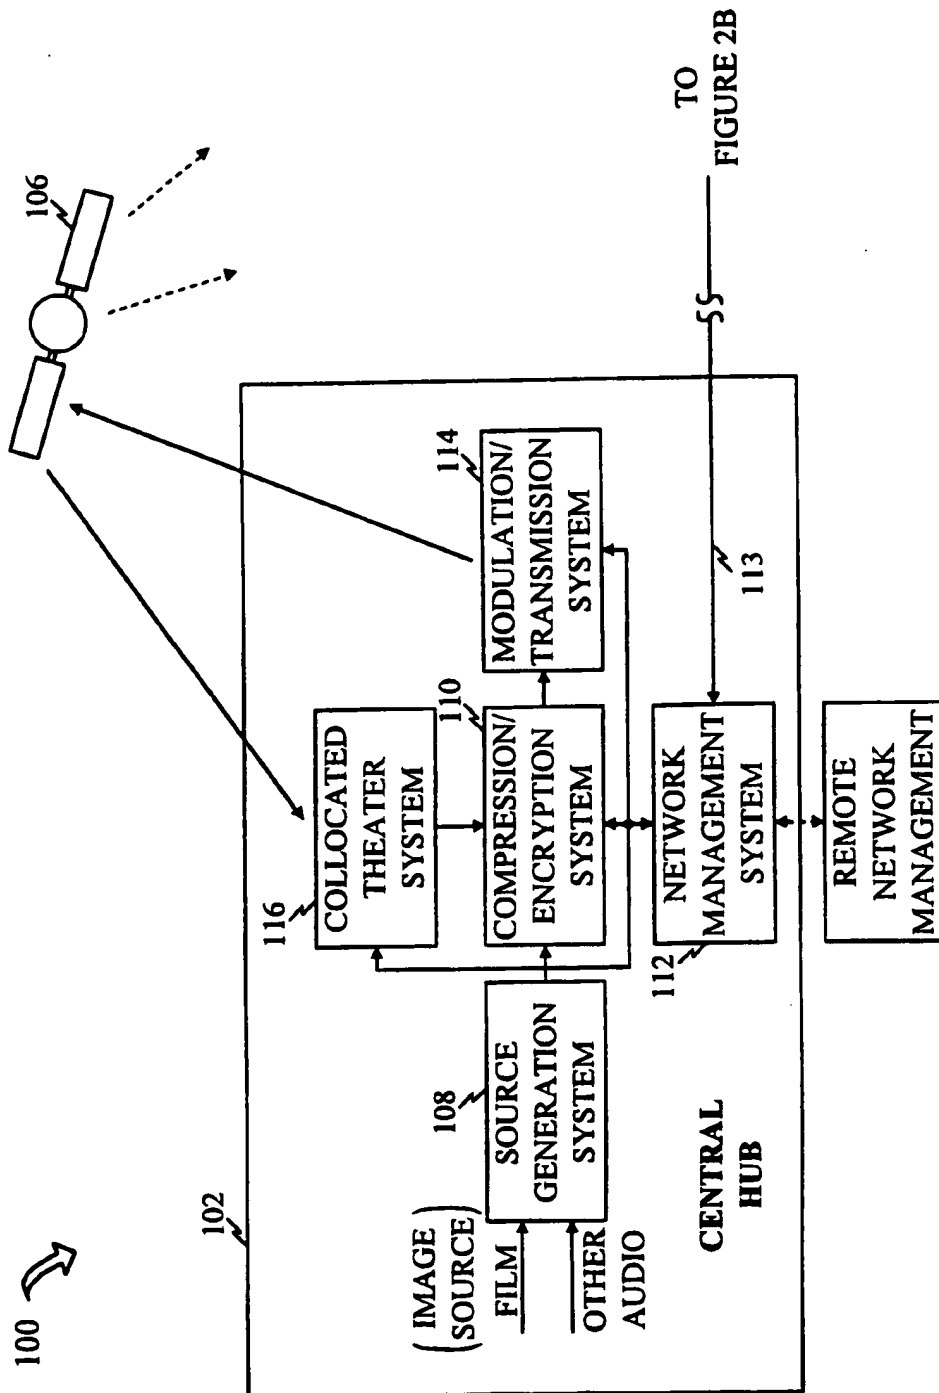 100
102
106
116
COLLOCATED
THEATER
SYSTEM
110
COMPRESSION/
ENCRYPTION
SYSTEM
114
MODULATION/
TRANSMISSION
SYSTEM
(IMAGE
SOURCE)
FILM
OTHER
AUDIO
108
SOURCE
GENERATION
SYSTEM
112
NETWORK
MANAGEMENT
SYSTEM
113
TO
FIGURE 2B
CENTRAL
HUB
REMOTE
NETWORK
MANAGEMENT